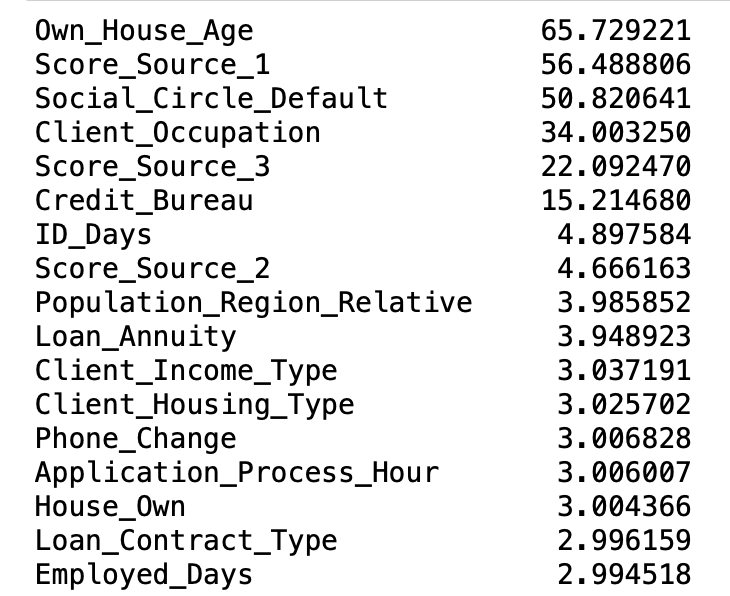 Own_House_Age 65.729221
Score_Source_1 56.488806
Social_Circle_Default 50.820641
Client_Occupation 34.003250
Score_Source_3 22.092470
Credit_Bureau 15.214680
ID_Days 4.897584
Score_Source_2 4.666163
Population_Region_Relative 3.985852
Loan_Annuity 3.948923
Client_Income_Type 3.037191
Client_Housing_Type 3.025702
Phone_Change 3.006828
Application_Process_Hour 3.006007
House_Own 3.004366
Loan_Contract_Type 2.996159
Employed_Days 2.994518